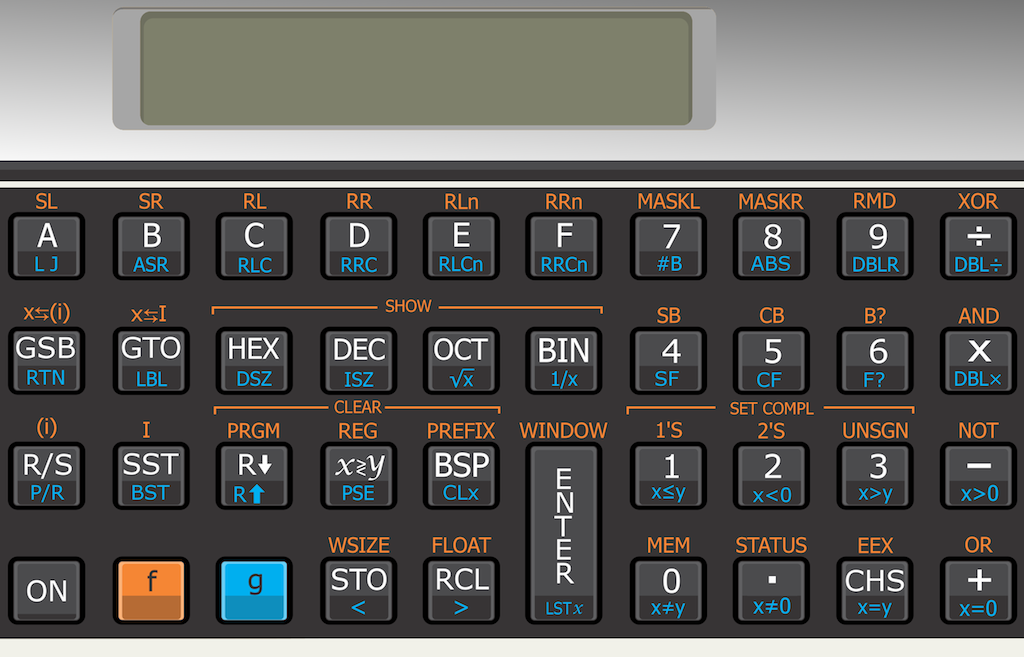 SL SR RL RR RLn RRn MASKL MASKR RMD XOR
A B C D E F 7 8 9 ÷
LJ ASR RLC RRC RLCn RRCn #B ABS DBLR DBL÷
x⇆(i) x⇆I SHOW SB CB B? AND
GSB GTO HEX DEC OCT BIN 4 5 6 ×
RTN LBL DSZ ISZ √x 1/x SF CF F? DBL×
CLEAR SET COMPL
(i) I PRGM REG PREFIX WINDOW 1'S 2'S UNSGN NOT
R/S SST R↓ x≷y BSP ENTER 1 2 3 −
P/R BST R↑ PSE CLx x≤y x<0 x>y x>0
WSIZE FLOAT MEM STATUS EEX OR
ON f g STO RCL 0 . CHS +
< > LSTx x≠y x≠0 x=y x=0